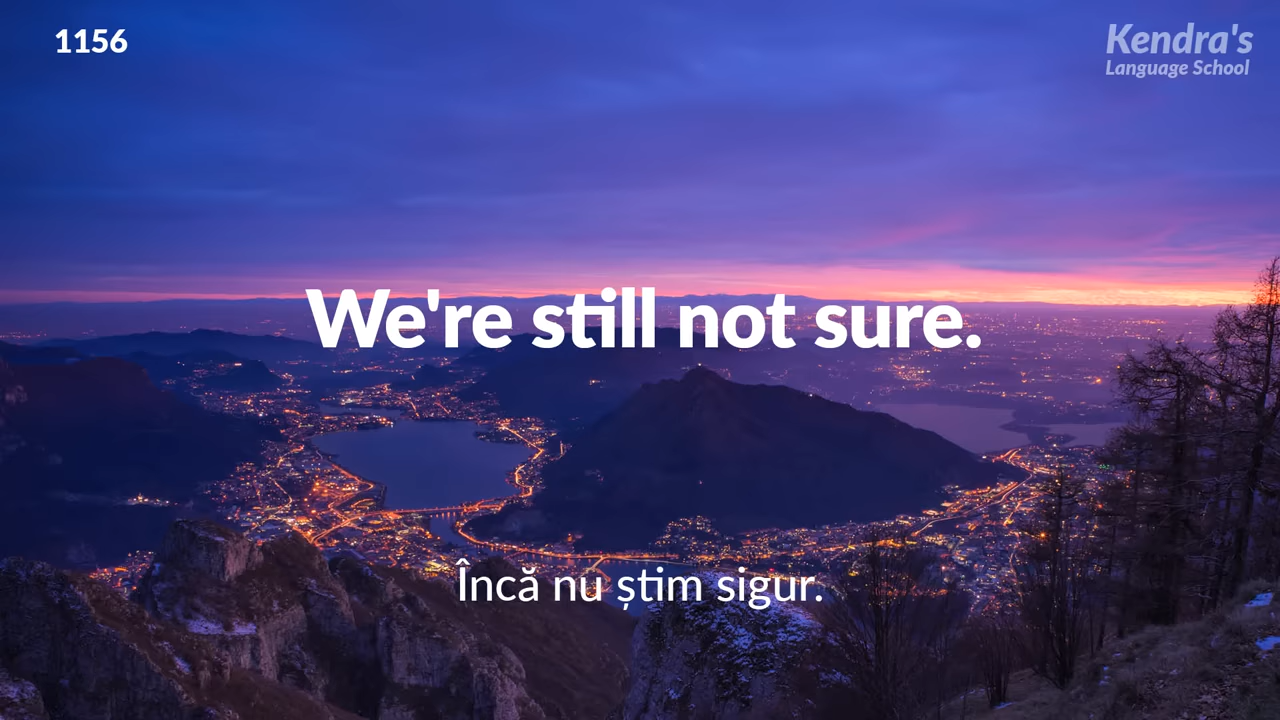 1156
Kendra's
Language School
We're still not sure.
Încă nu știm sigur.